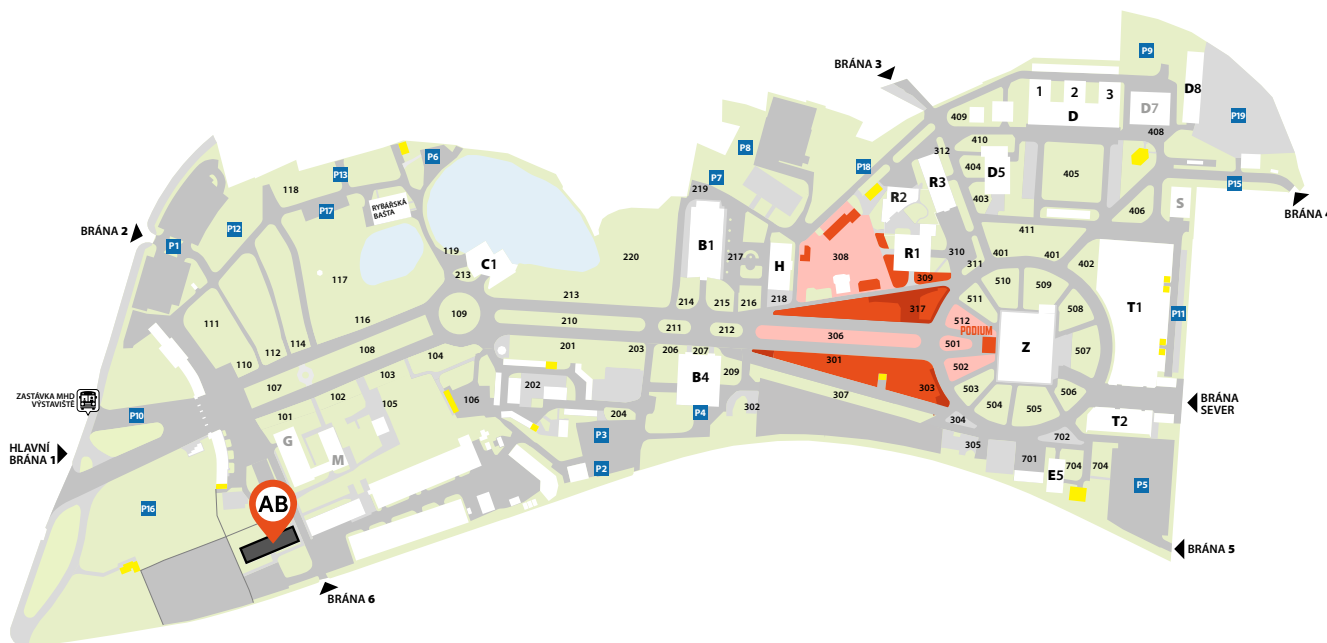 P9
BRÁNA 3
1
2
3
D8
D7
D
P19
409
408
P8
P18
410
312
D5
404
405
P6
P13
118
P7
219
R3
R2
403
P15
S
406
BRÁNA 4
RYBÁŘSKÁ
BAŠTA
P17
P12
BRÁNA 2
P1
119
C1
213
117
220
B1
217
H
308
R1
310
311
411
401
401
402
309
510
509
T1
213
214
215
216
218
317
511
508
P11
109
116
210
211
212
512
PODIUM
306
501
Z
507
111
114
112
110
108
104
201
203
206
207
301
502
B4
209
303
503
506
103
107
102
105
106
202
204
P4
302
307
504
505
ZASTÁVKA MHD
VÝSTAVIŠTĚ
P10
101
304
T2
BRÁNA
SEVER
HLAVNÍ
BRÁNA 1
G
M
P3
P2
305
702
701
E5
704
704
P5
P16
AB
BRÁNA 5
BRÁNA 6